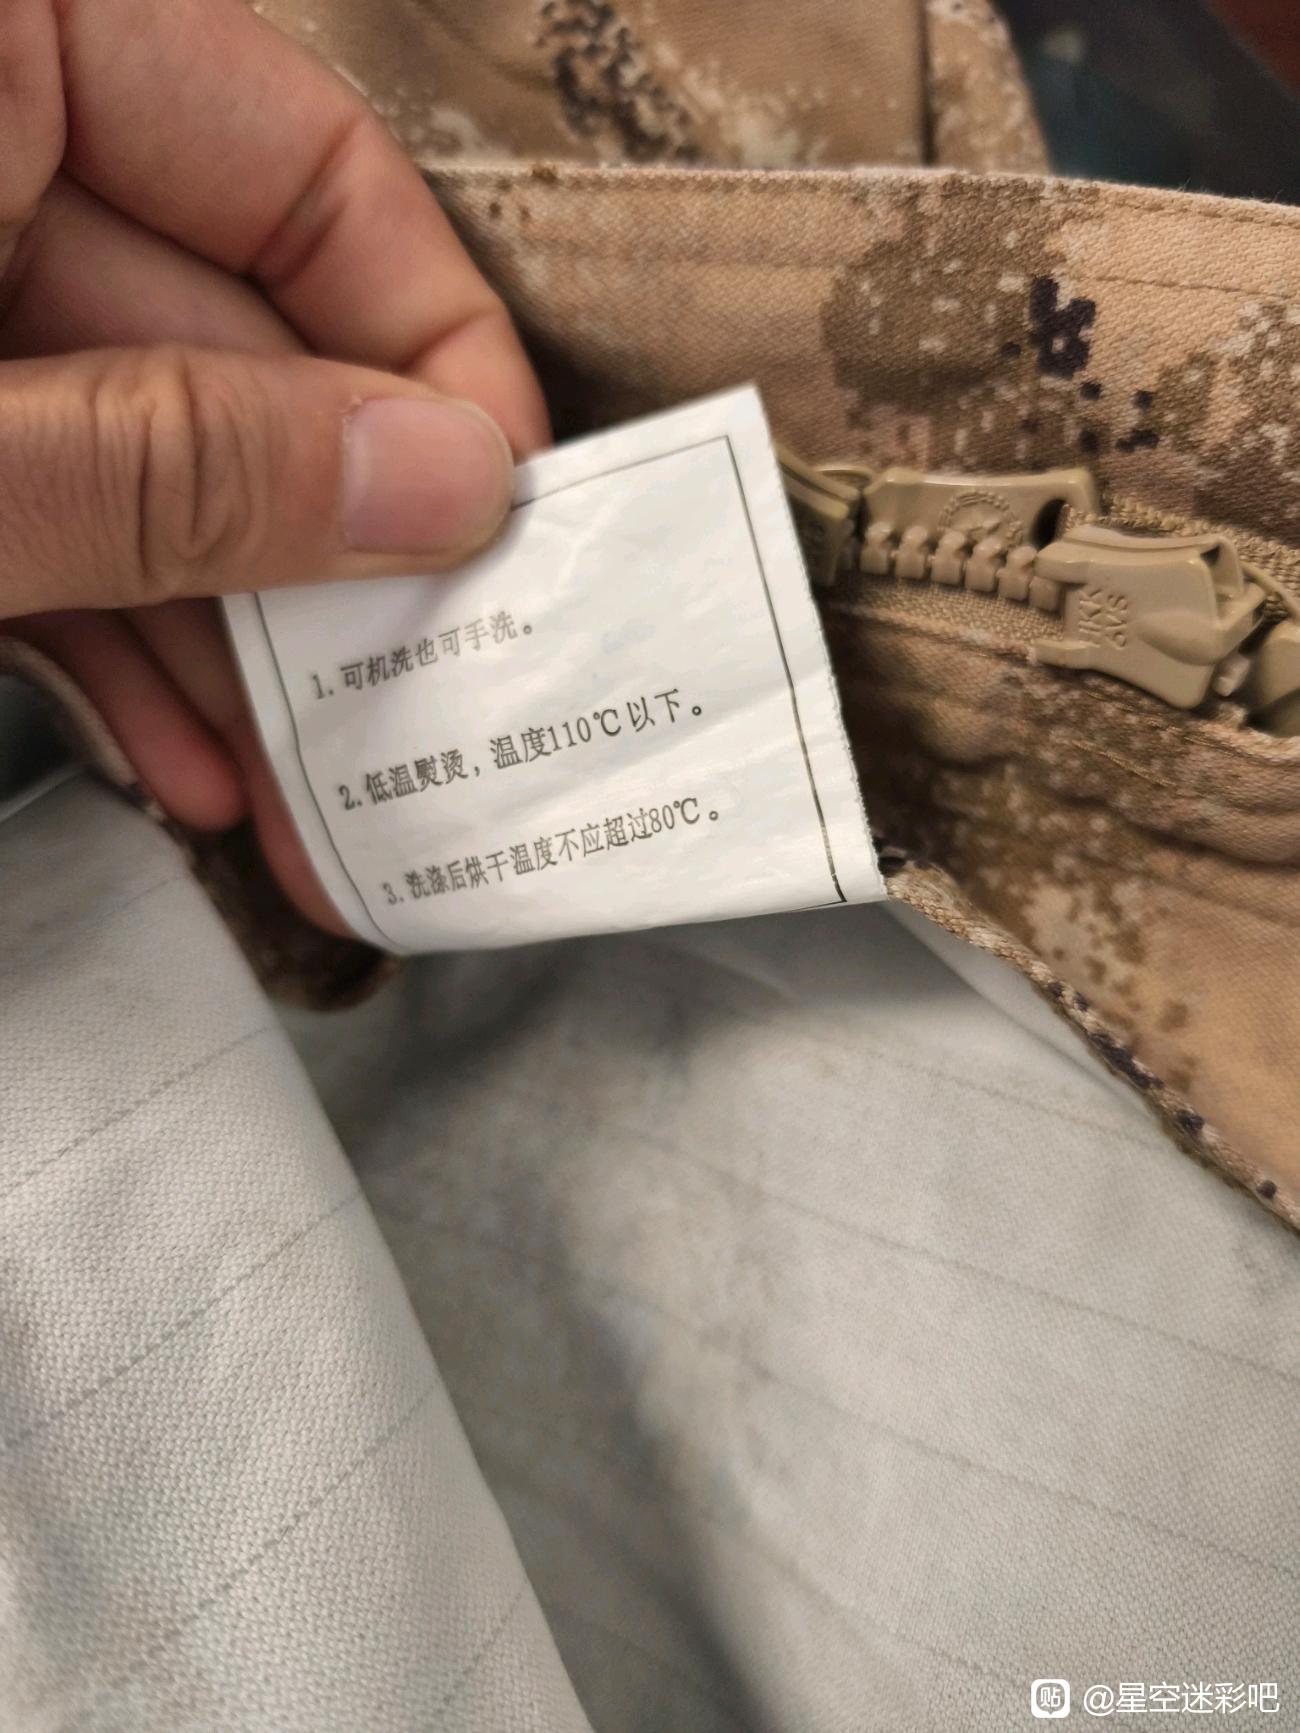 1. 可机洗也可手洗。
2. 低温熨烫，温度110℃以下。
3. 洗涤后烘干温度不应超过80℃。
贴 @星空迷彩吧